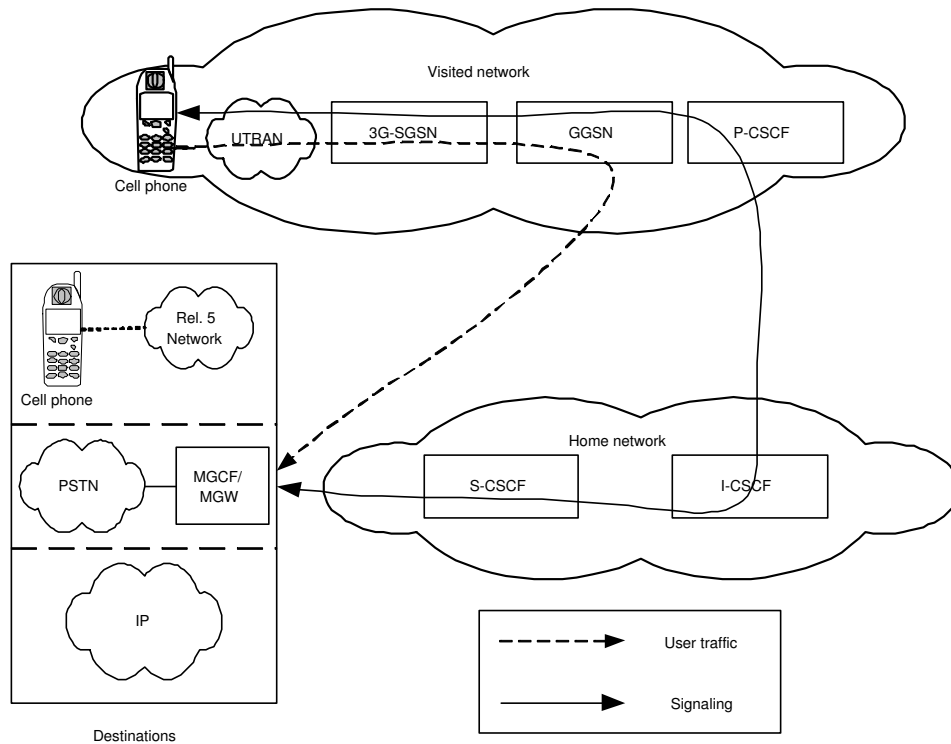 Visited network
UTRAN
3G-SGSN
GGSN
P-CSCF
Cell phone
Rel. 5
Network
Cell phone
Home network
PSTN
MGCF/
MGW
S-CSCF
I-CSCF
IP
User traffic
Signaling
Destinations